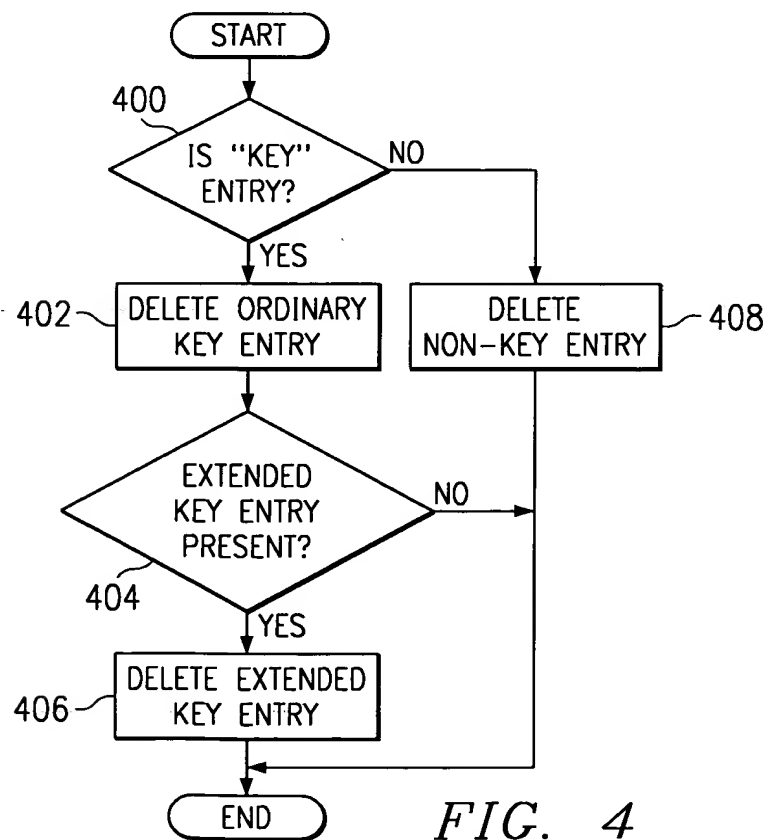 START
400
IS "KEY"
ENTRY?
NO
YES
402
DELETE ORDINARY
KEY ENTRY
DELETE
NON-KEY ENTRY
408
EXTENDED
KEY ENTRY
PRESENT?
NO
404
YES
DELETE EXTENDED
KEY ENTRY
406
END
FIG. 4